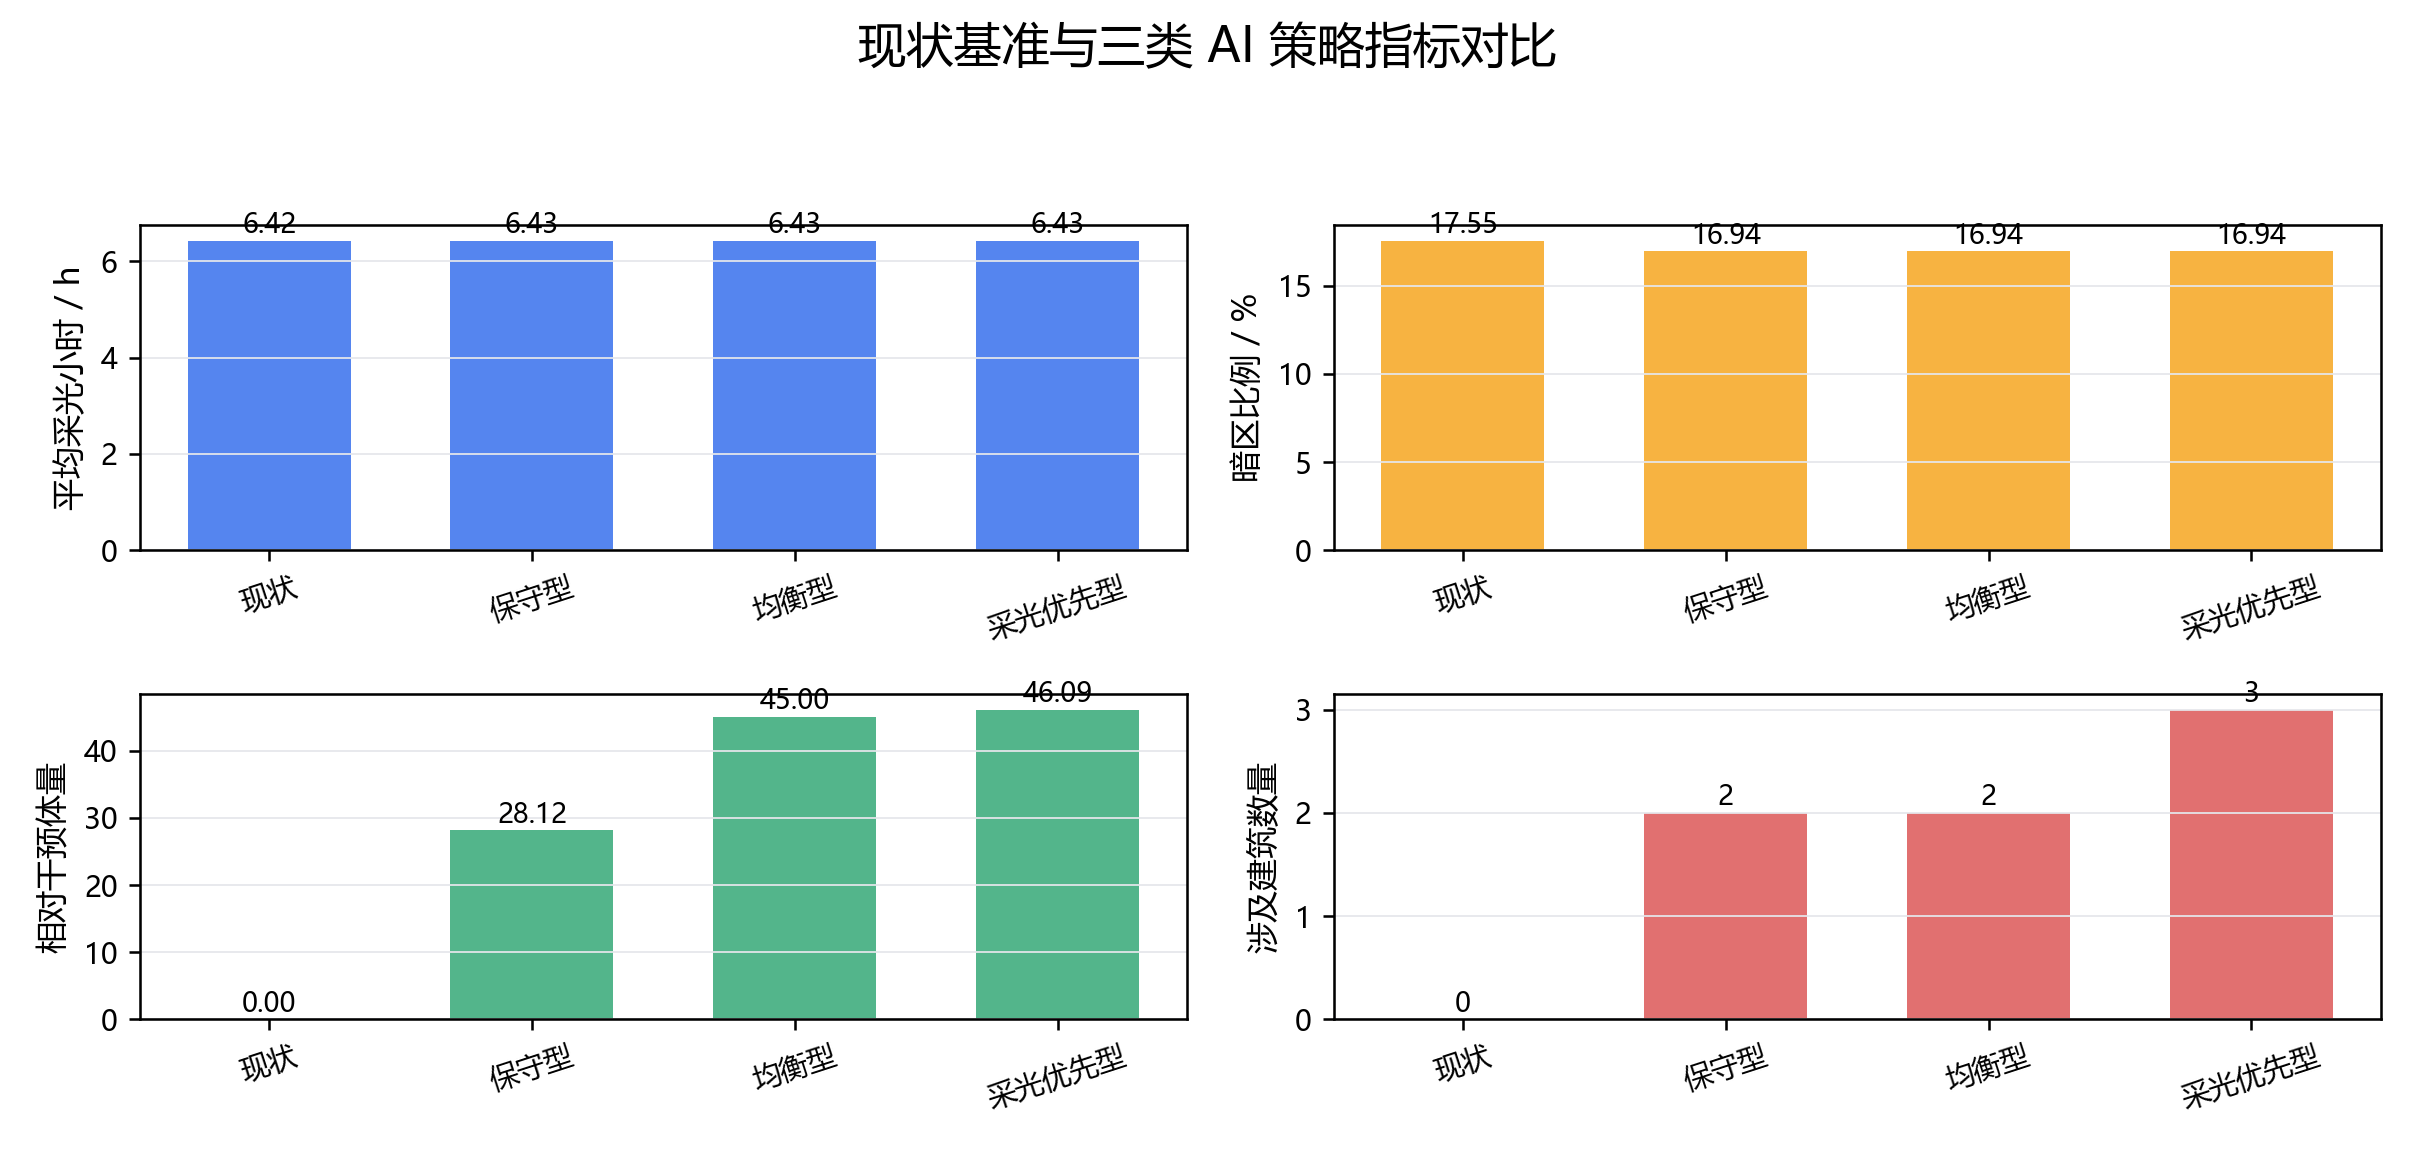 现状基准与三类 AI 策略指标对比
平均采光小时 / h
6
4
2
0
6.42
6.43
6.43
6.43
现状
保守型
均衡型
采光优先型
暗区比例 / %
15
10
5
0
17.55
16.94
16.94
16.94
现状
保守型
均衡型
采光优先型
相对干预体量
40
30
20
10
0
0.00
28.12
45.00
46.09
现状
保守型
均衡型
采光优先型
涉及建筑数量
3
2
1
0
0
2
2
3
现状
保守型
均衡型
采光优先型